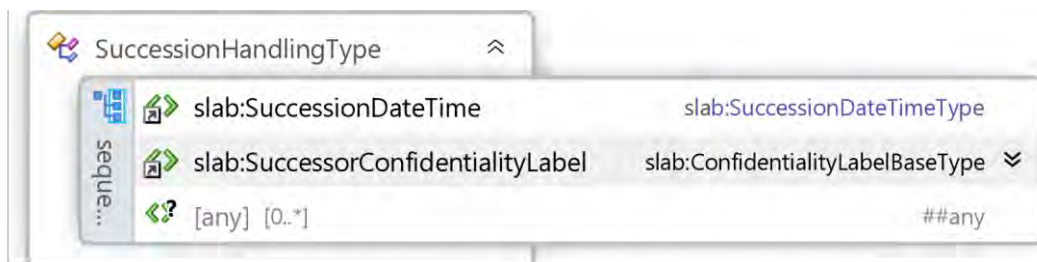 SuccessionHandlingType
slab:SuccessionDateTime slab:SuccessionDateTimeType
slab:SuccessorConfidentialityLabel slab:ConfidentialityLabelBaseType
[any] [0..*] ##any
seque...